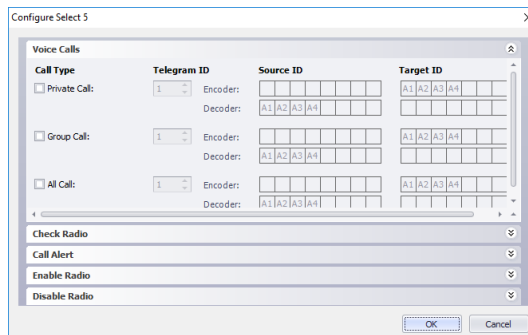 Configure Select 5
Voice Calls
Call Type Telegram ID Source ID Target ID
Private Call: 1 Encoder: A1 A2 A3 A4
Decoder: A1 A2 A3 A4
Group Call: 1 Encoder: A1 A2 A3 A4
Decoder: A1 A2 A3 A4
All Call: 1 Encoder: A1 A2 A3 A4
Decoder: A1 A2 A3 A4
Check Radio
Call Alert
Enable Radio
Disable Radio
OK Cancel